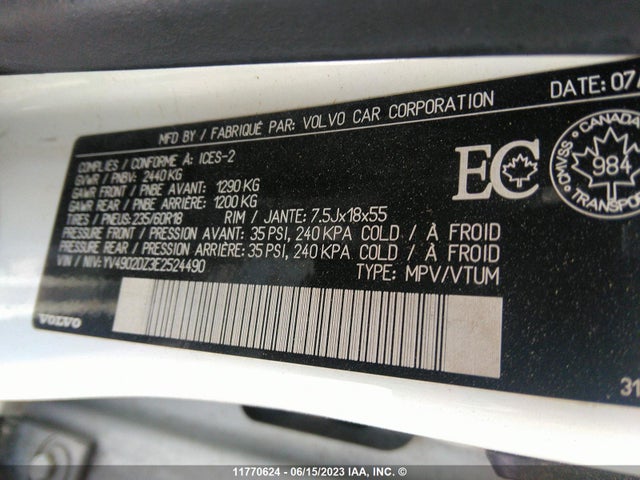 DATE: 07/
MFD BY / FABRIQUÉ PAR: VOLVO CAR CORPORATION
COMPLIES / CONFORME À: ICES-2
GVWR / PNBV: 2440 KG
GAWR FRONT / PNBE AVANT: 1290 KG
GAWR REAR / PNBE ARRIÈRE: 1200 KG
TIRES / PNEUS: 235/60R18 RIM / JANTE: 7.5Jx18x55
PRESSURE FRONT / PRESSION AVANT: 35 PSI, 240 KPA COLD / À FROID
PRESSURE REAR / PRESSION ARRIÈRE: 35 PSI, 240 KPA COLD / À FROID
VIN / NIV: YV4902DZ3E2524490
TYPE: MPV/VTUM
EC
CANADA
CMVSS
984
TRANSPORT
VOLVO
31
11770624 - 06/15/2023 IAA, INC. ©